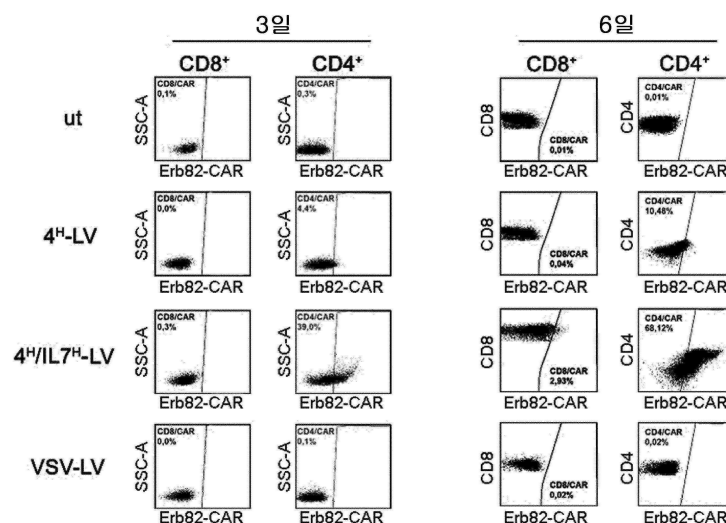 3일 6일
CD8⁺ CD4⁺ CD8⁺ CD4⁺
ut
CD8/CAR
0,1%
SSC-A
Erb82-CAR
CD4/CAR
0,3%
SSC-A
Erb82-CAR
CD8
CD8/CAR
0,01%
Erb82-CAR
CD4/CAR
0,01%
CD4
Erb82-CAR
4ᴴ-LV
CD8/CAR
0,0%
SSC-A
Erb82-CAR
CD4/CAR
4,4%
SSC-A
Erb82-CAR
CD8
CD8/CAR
0,04%
Erb82-CAR
CD4/CAR
10,48%
CD4
Erb82-CAR
4ᴴ/IL7ᴴ-LV
CD8/CAR
0,3%
SSC-A
Erb82-CAR
CD4/CAR
39,0%
SSC-A
Erb82-CAR
CD8
CD8/CAR
2,93%
Erb82-CAR
CD4/CAR
68,12%
CD4
Erb82-CAR
VSV-LV
CD8/CAR
0,0%
SSC-A
Erb82-CAR
CD4/CAR
0,1%
SSC-A
Erb82-CAR
CD8
CD8/CAR
0,02%
Erb82-CAR
CD4/CAR
0,02%
CD4
Erb82-CAR